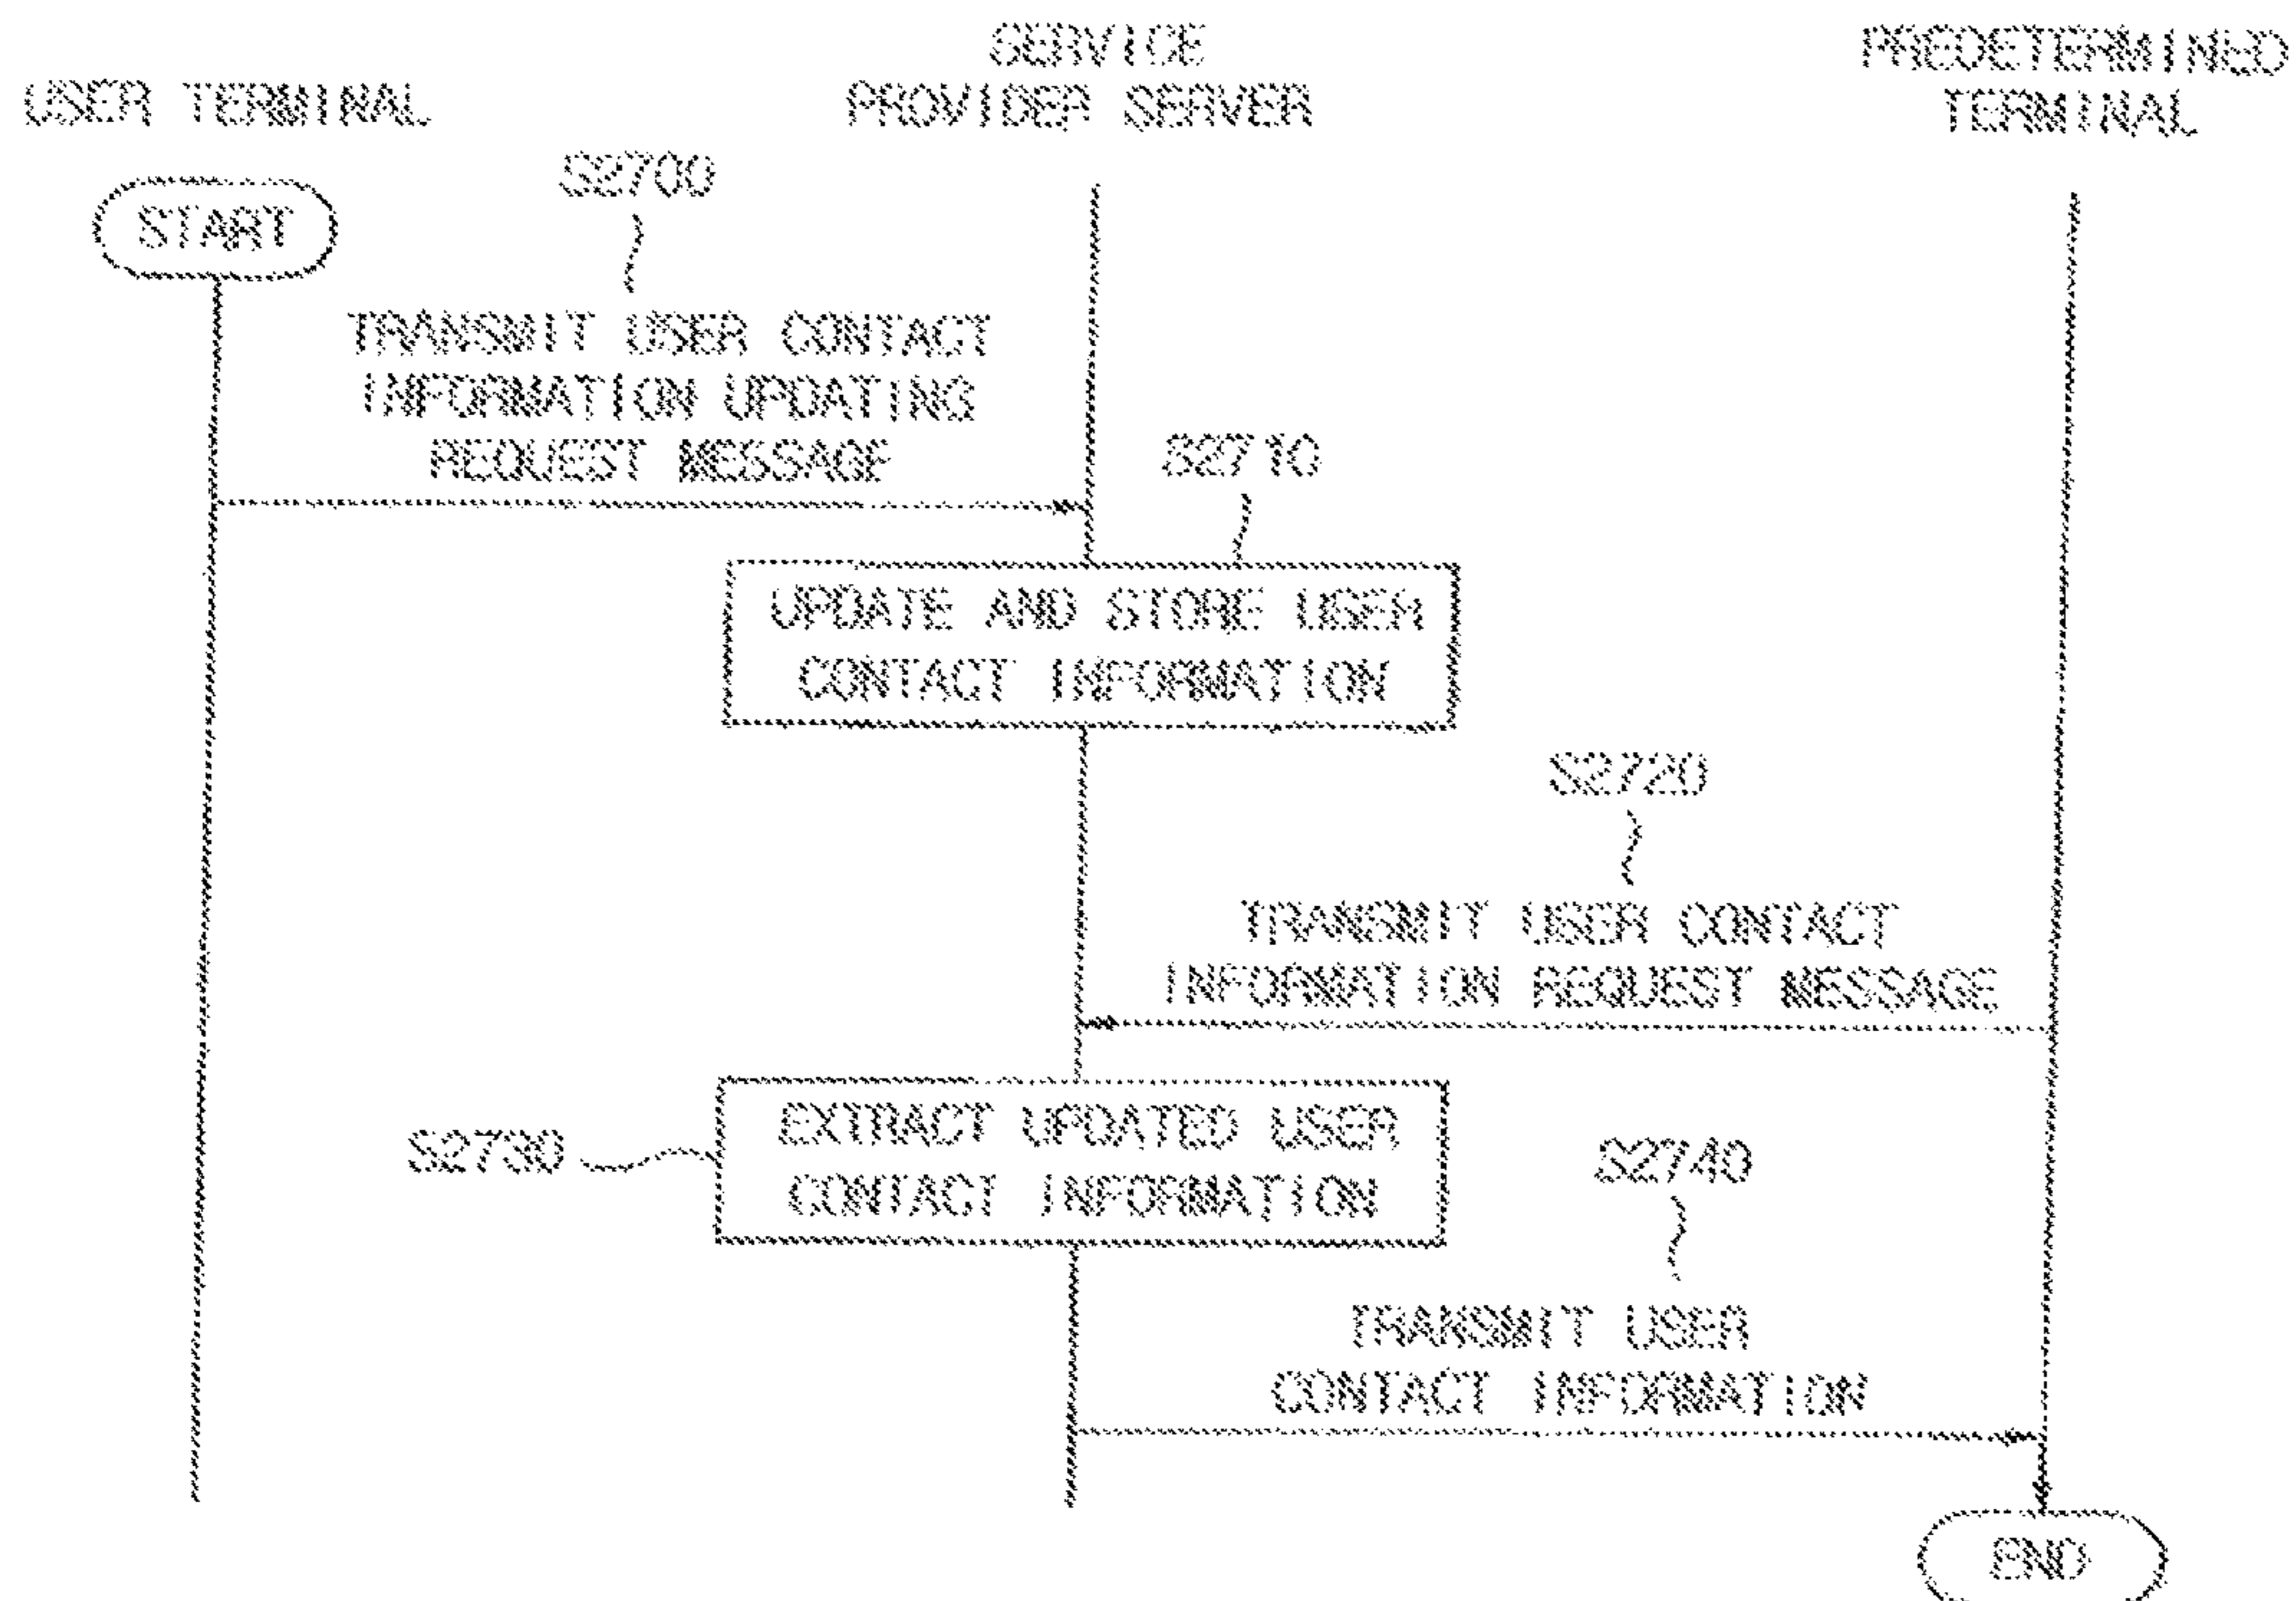 USER TERMINAL
SERVICE
PROVIDER SERVER
PREDETERMINED
TERMINAL
START
S2700
TRANSMIT USER CONTACT
INFORMATION UPDATING
REQUEST MESSAGE
S2710
UPDATE AND STORE USER
CONTACT INFORMATION
S2720
TRANSMIT USER CONTACT
INFORMATION REQUEST MESSAGE
S2730
EXTRACT UPDATED USER
CONTACT INFORMATION
S2740
TRANSMIT USER
CONTACT INFORMATION
END